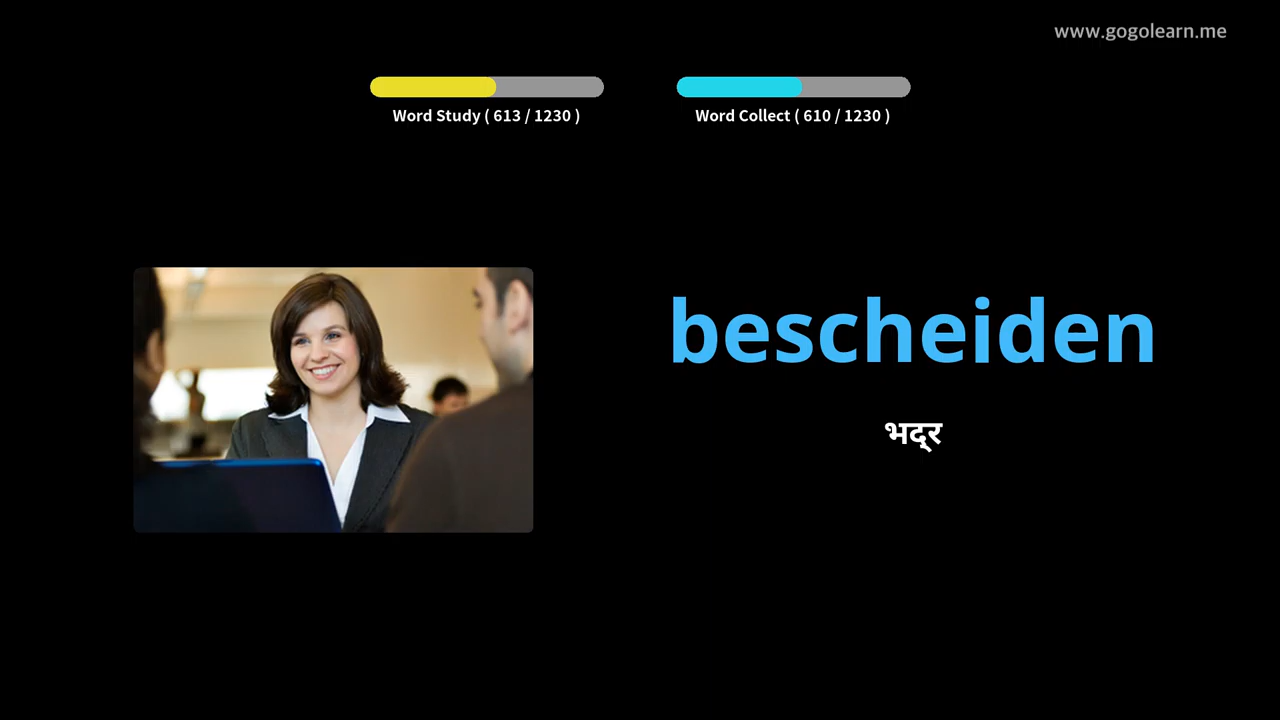 www.gogolearn.me
Word Study ( 613 / 1230 )
Word Collect ( 610 / 1230 )
bescheiden
भद्र